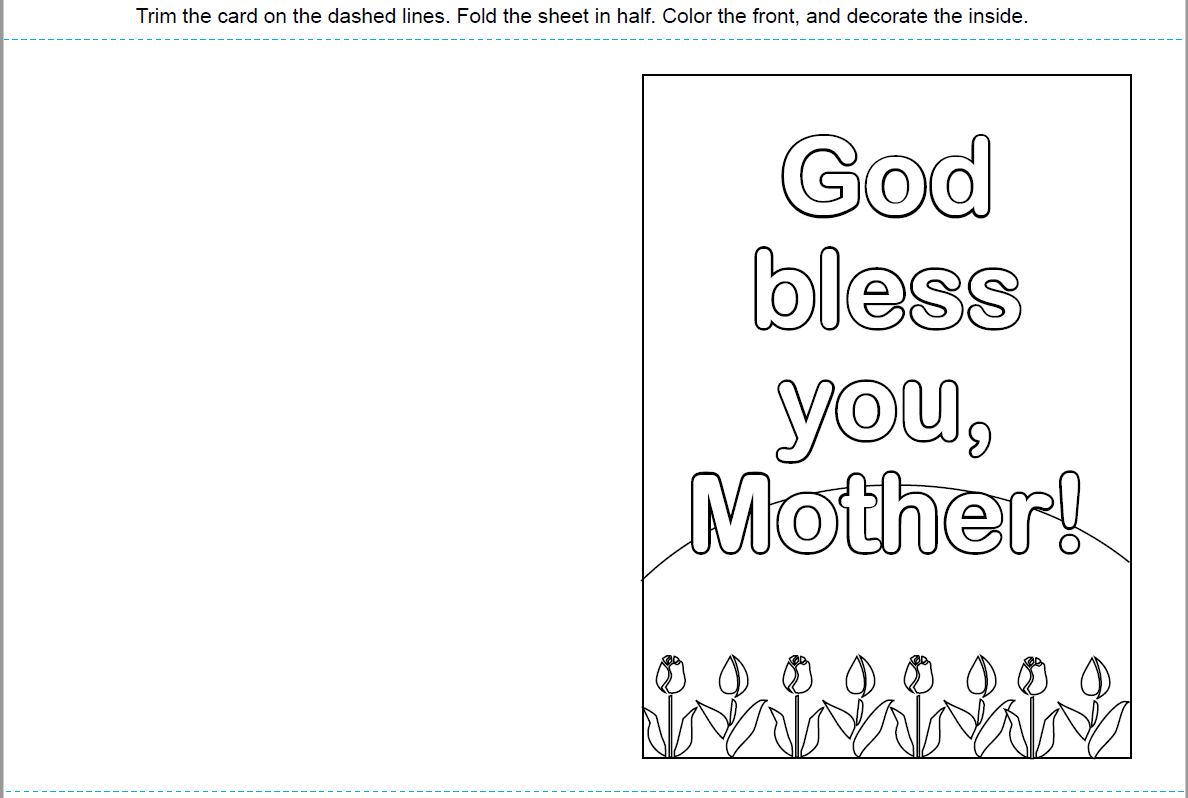 Trim the card on the dashed lines. Fold the sheet in half. Color the front, and decorate the inside.
God
bless
you,
Mother!